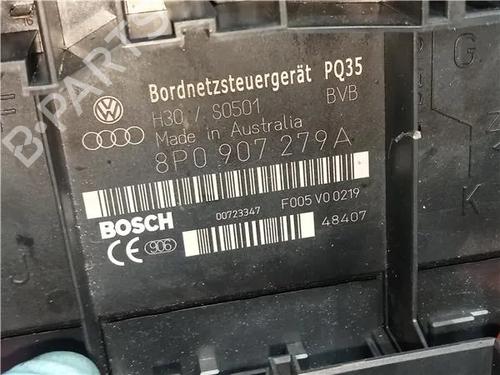 Bordnetzsteuergerät PQ35
H30 / S0501 BVB
Made in Australia
8P0 907 279A
BOSCH 00723347 F005 V0 0219
CE 906 48407
B-Parts
G
K
J
F